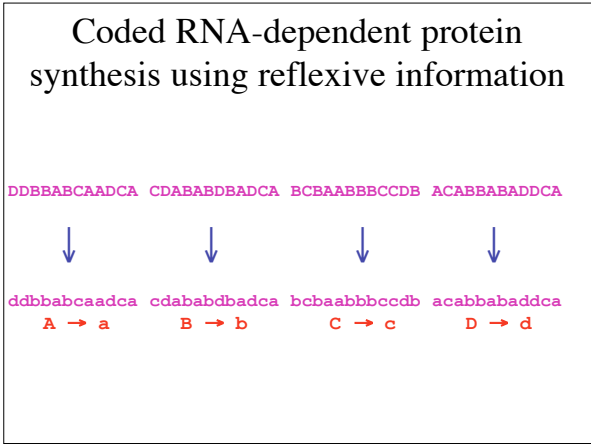 Coded RNA-dependent protein
synthesis using reflexive information
DDBBABCAADCA CDABABDBADCA BCBAABBBCCDB ACABBABADDCA
ddbbabcaadca cdababdbadca bcbaabbbccdb acabbabaddca
A → a B → b C → c D → d